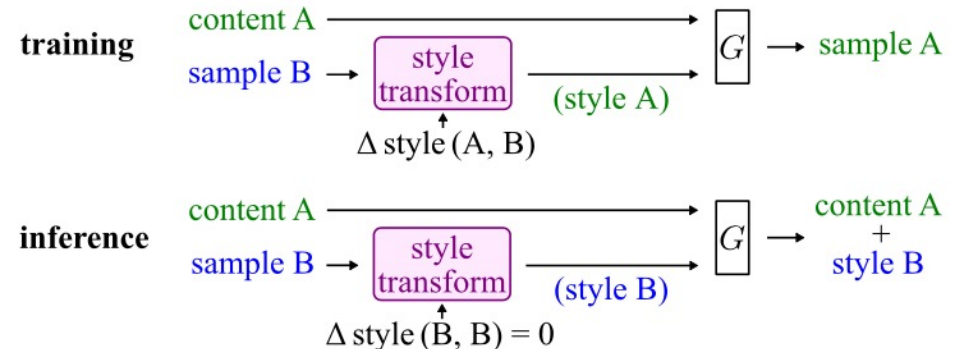 training
content A
sample B
style
transform
Δ style (A, B)
(style A)
G
sample A
inference
content A
sample B
style
transform
Δ style (B, B) = 0
(style B)
G
content A
+
style B